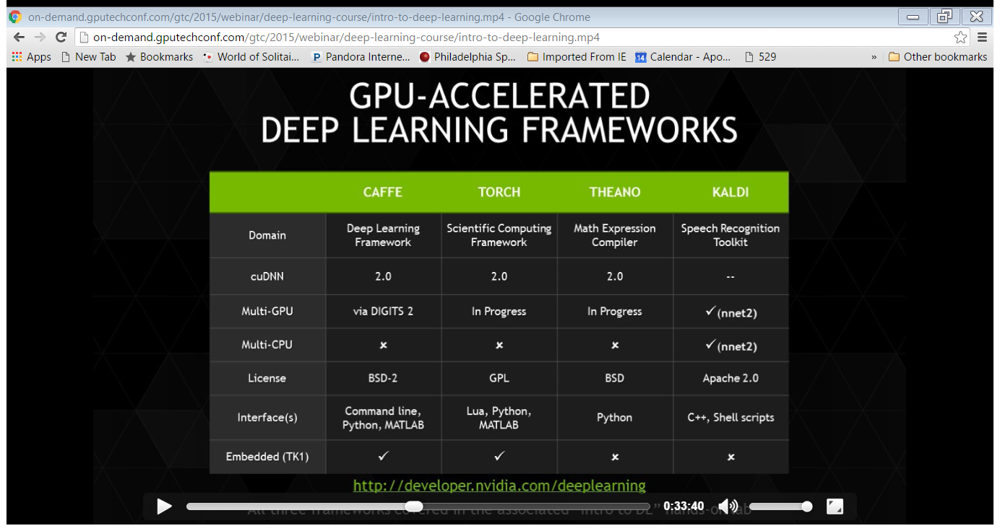 on-demand.gputechconf.com/gtc/2015/webinar/deep-learning-course/intro-to-deep-learning.mp4 - Google Chrome
on-demand.gputechconf.com/gtc/2015/webinar/deep-learning-course/intro-to-deep-learning.mp4
Apps New Tab Bookmarks World of Solitai... P Pandora Interne... Philadelphia Sp... Imported From IE 14 Calendar - Apo... 529 » Other bookmarks
GPU-ACCELERATED
DEEP LEARNING FRAMEWORKS
CAFFE TORCH THEANO KALDI
Domain Deep Learning Framework Scientific Computing Framework Math Expression Compiler Speech Recognition Toolkit
cuDNN 2.0 2.0 2.0 --
Multi-GPU via DIGITS 2 In Progress In Progress ✓(nnet2)
Multi-CPU ✘ ✘ ✘ ✓(nnet2)
License BSD-2 GPL BSD Apache 2.0
Interface(s) Command line, Python, MATLAB Lua, Python, MATLAB Python C++, Shell scripts
Embedded (TK1) ✓ ✓ ✘ ✘
http://developer.nvidia.com/deeplearning
0:33:40
All three frameworks covered in the associated "Intro to DL" hands-on lab